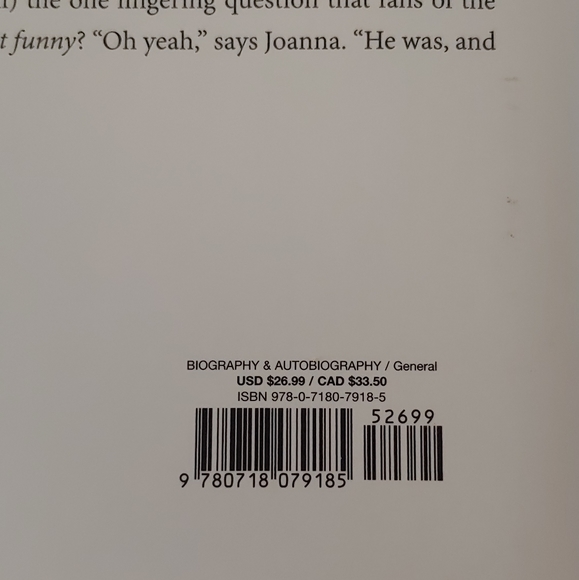 the one lingering question that fans of the
t funny? “Oh yeah,” says Joanna. “He was, and
BIOGRAPHY & AUTOBIOGRAPHY / General
USD $26.99 / CAD $33.50
ISBN 978-0-7180-7918-5
52699
9 780718 079185